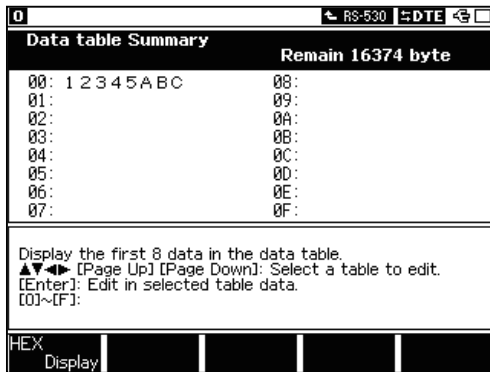 0 RS-530 DTE
Data table Summary
Remain 16374 byte
00: 12345ABC 08:
01: 09:
02: 0A:
03: 0B:
04: 0C:
05: 0D:
06: 0E:
07: 0F:
Display the first 8 data in the data table.
▲▼◀▶ [Page Up] [Page Down]: Select a table to edit.
[Enter]: Edit in selected table data.
[0]~[F]:
HEX
Display